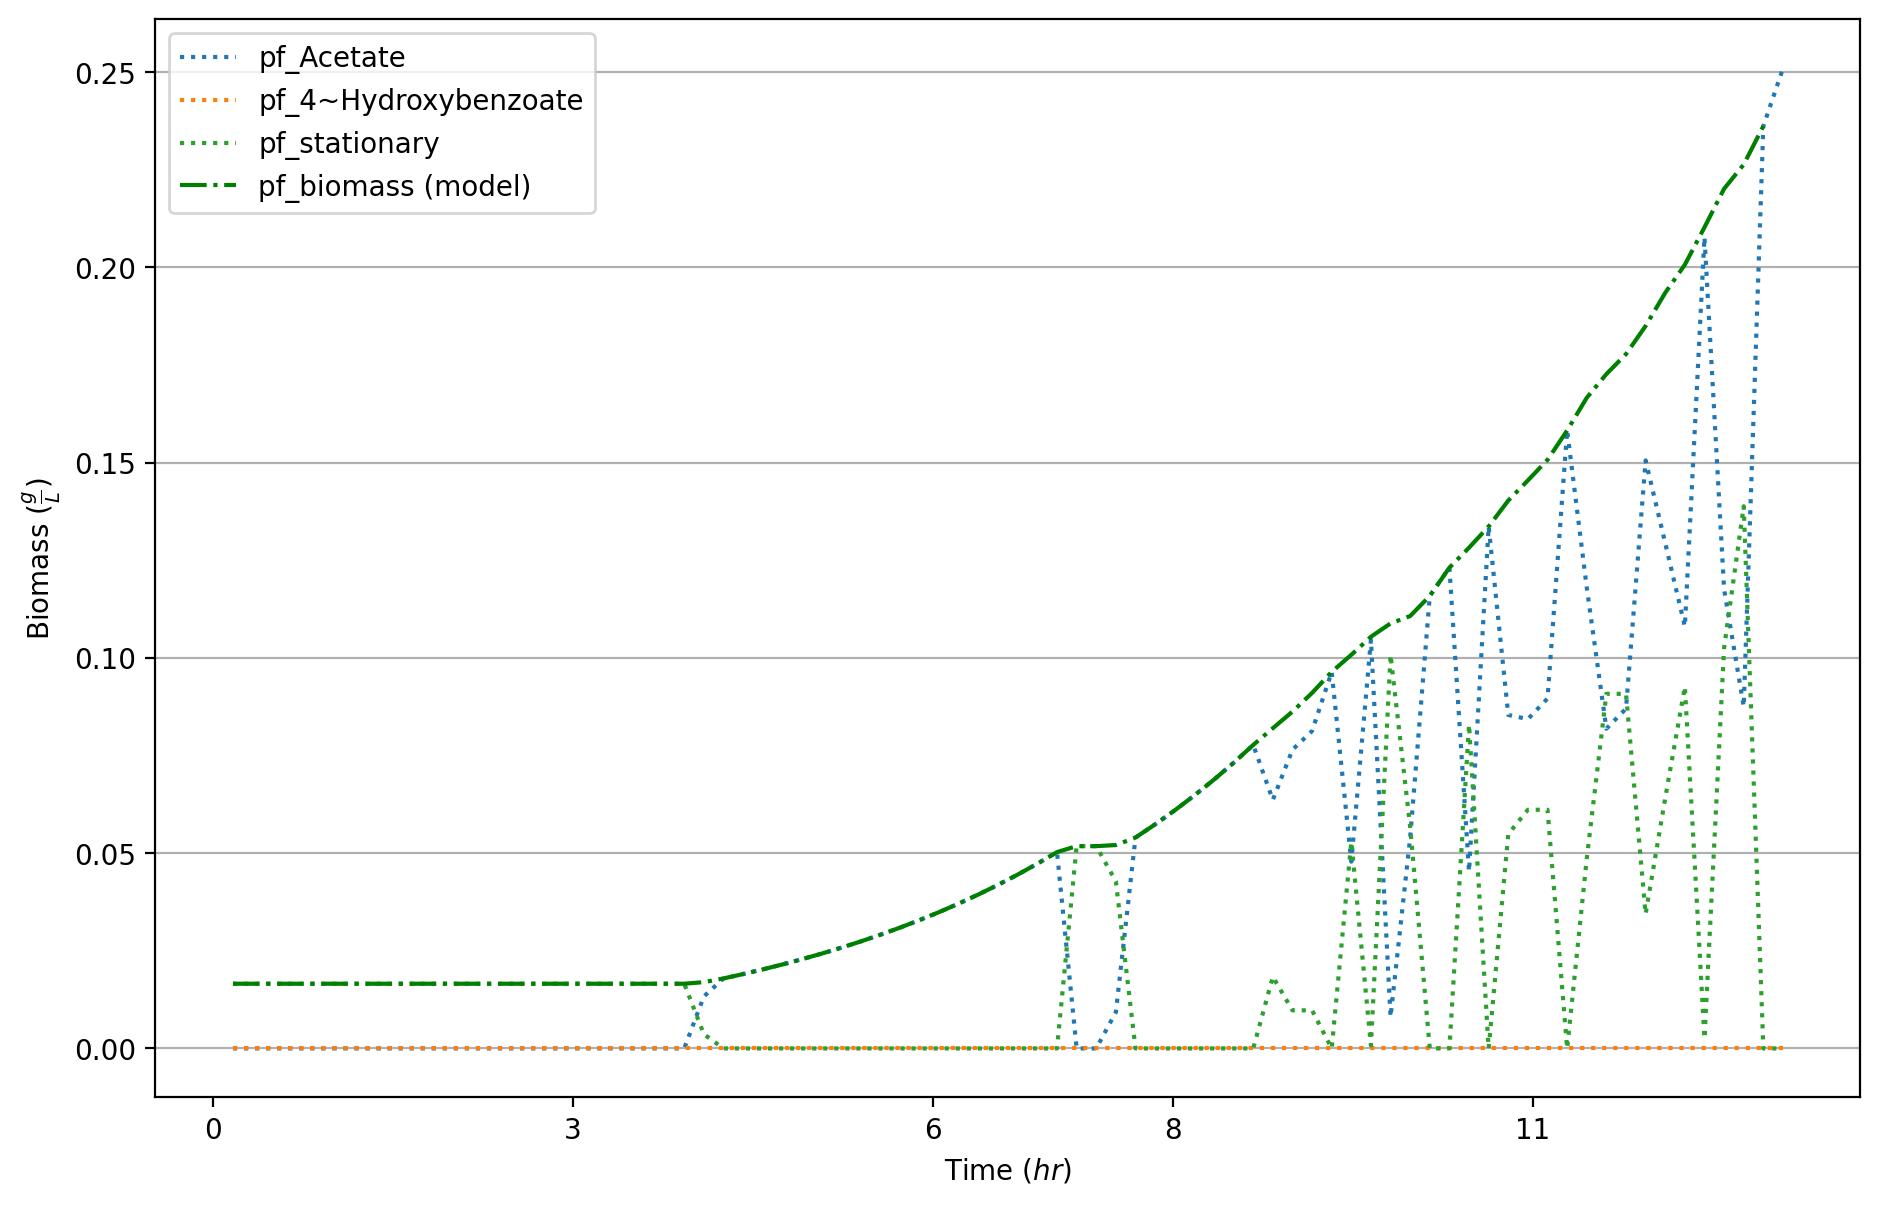 pf_Acetate
pf_4~Hydroxybenzoate
pf_stationary
pf_biomass (model)
0.25
0.20
0.15
0.10
0.05
0.00
Biomass (g/L)
0 3 6 8 11
Time (hr)